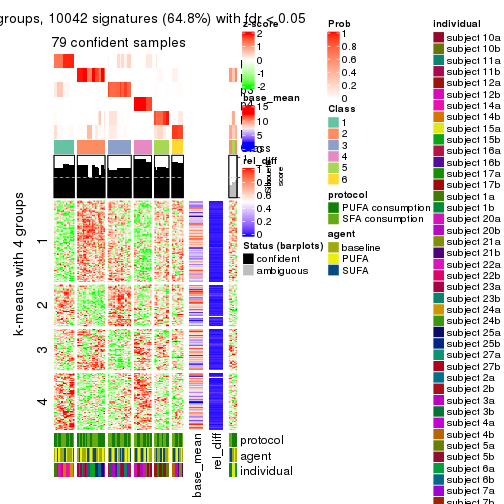 groups, 10042 signatures (64.8%) with fdr < 0.05
79 confident samples
z-score
2
1
0
-1
-2
base_mean
15
10
5
0
rel_diff
1
0.8
0.6
0.4
0.2
0
Status (barplots)
confident
ambiguous
Prob
1
0.8
0.6
0.4
0.2
0
Class
1
2
3
4
5
6
protocol
PUFA consumption
SFA consumption
agent
baseline
PUFA
SUFA
individual
subject 10a
subject 10b
subject 11a
subject 11b
subject 12a
subject 12b
subject 14a
subject 14b
subject 15a
subject 15b
subject 16a
subject 16b
subject 17a
subject 17b
subject 1a
subject 1b
subject 20a
subject 20b
subject 21a
subject 21b
subject 22a
subject 22b
subject 23a
subject 23b
subject 24a
subject 24b
subject 25a
subject 25b
subject 27a
subject 27b
subject 2a
subject 2b
subject 3a
subject 3b
subject 4a
subject 4b
subject 5a
subject 5b
subject 6a
subject 6b
subject 7a
subject 7b
k-means with 4 groups
1
2
3
4
protocol
agent
individual
base_mean
rel_diff
score